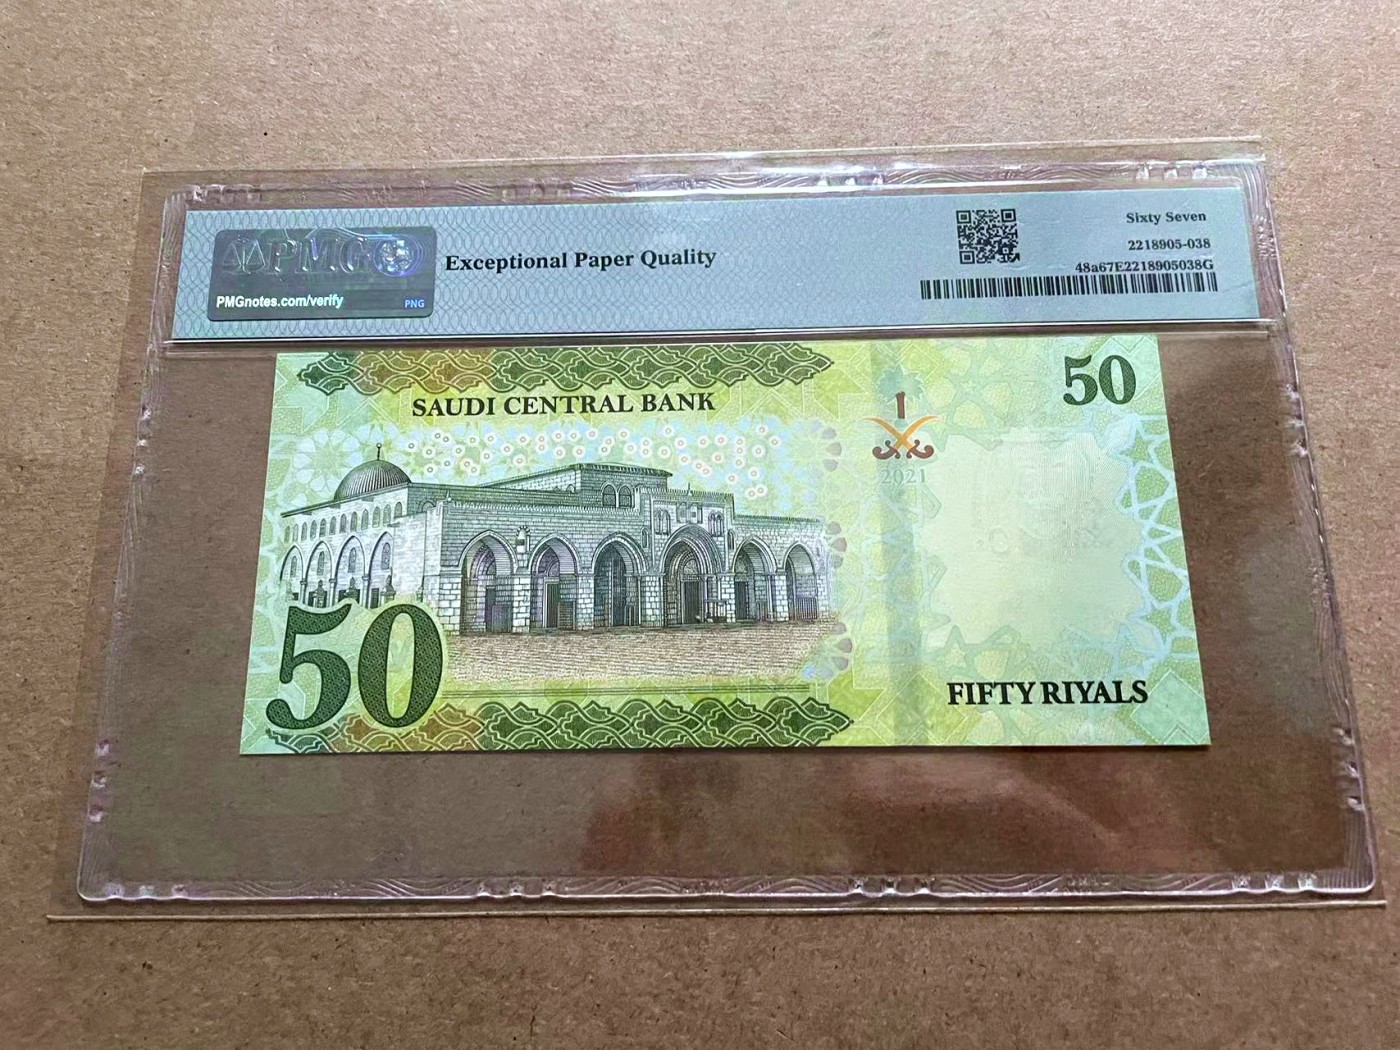 PMG
PMGnotes.com/verify
PNG
Exceptional Paper Quality
Sixty Seven
2218905-038
48a67E2218905038G
SAUDI CENTRAL BANK
50
2021
50
FIFTY RIYALS